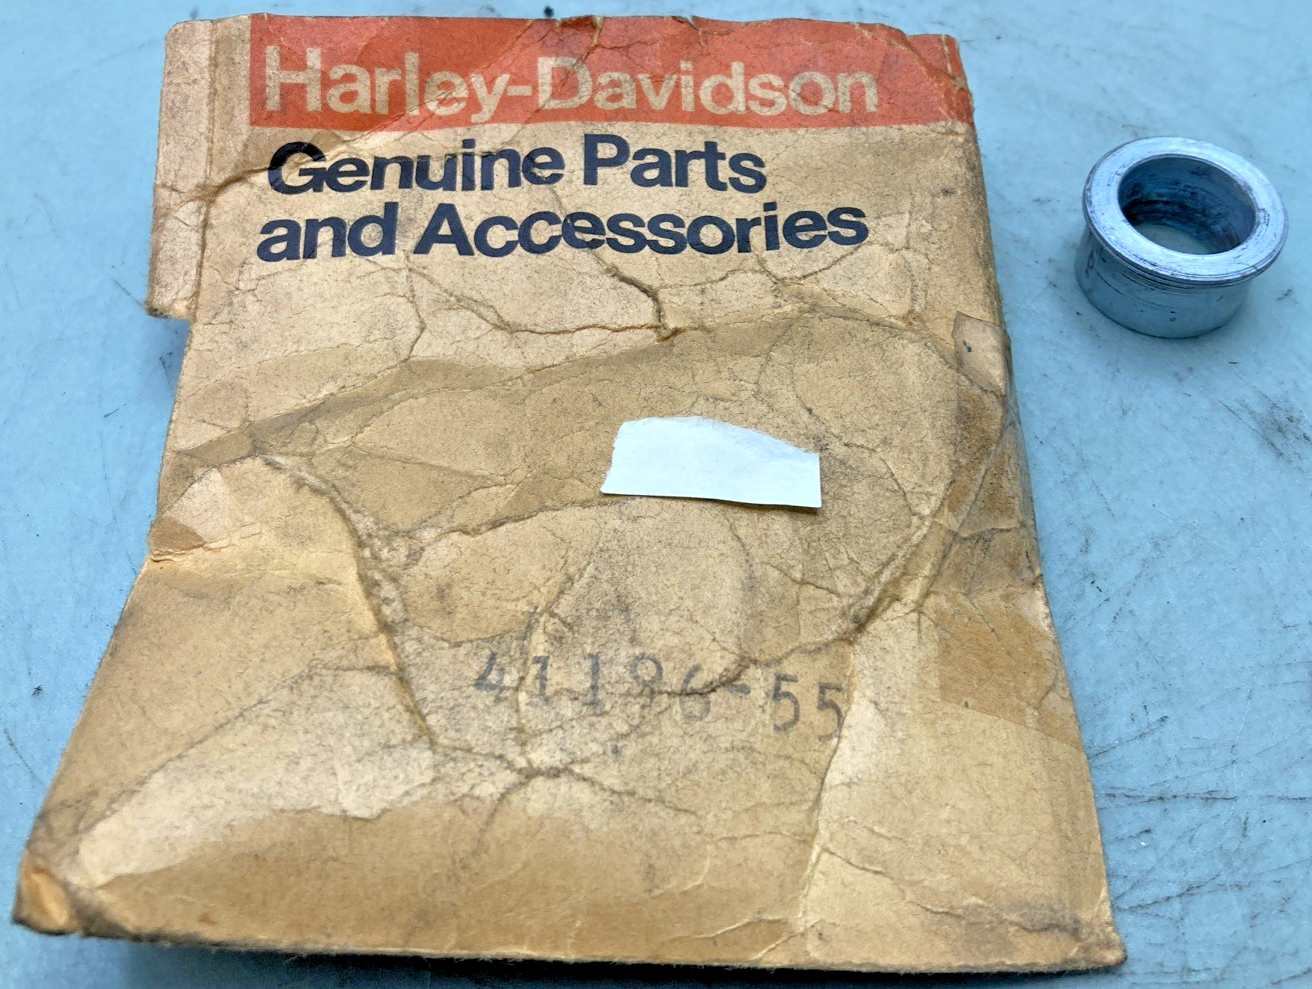 Harley-Davidson
Genuine Parts
and Accessories
41196-55